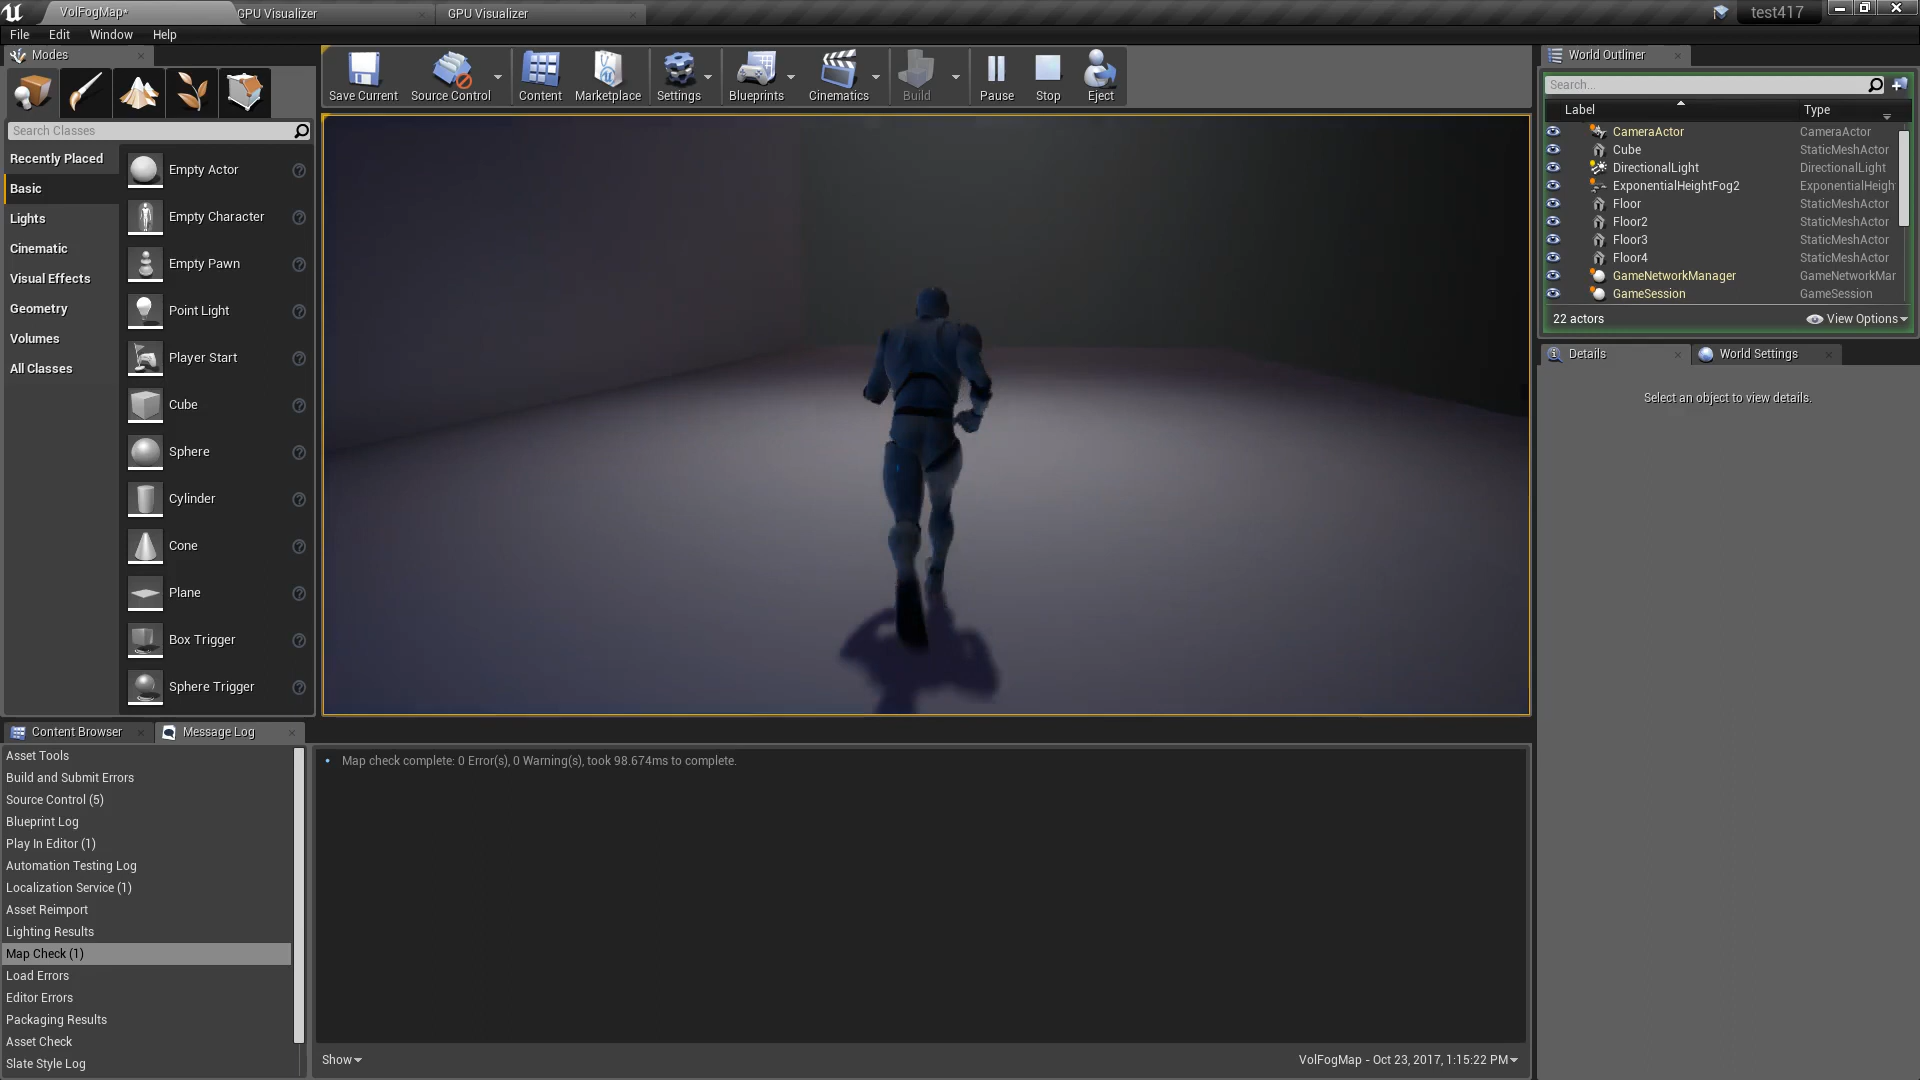 VolFogMap*
GPU Visualizer
GPU Visualizer
test417
File Edit Window Help
Modes
Save Current
Source Control
Content
Marketplace
Settings
Blueprints
Cinematics
Build
Pause
Stop
Eject
Search Classes
Recently Placed
Basic
Lights
Cinematic
Visual Effects
Geometry
Volumes
All Classes
Empty Actor
Empty Character
Empty Pawn
Point Light
Player Start
Cube
Sphere
Cylinder
Cone
Plane
Box Trigger
Sphere Trigger
World Outliner
Search...
Label Type
CameraActor CameraActor
Cube StaticMeshActor
DirectionalLight DirectionalLight
ExponentialHeightFog2 ExponentialHeigh
Floor StaticMeshActor
Floor2 StaticMeshActor
Floor3 StaticMeshActor
Floor4 StaticMeshActor
GameNetworkManager GameNetworkMar
GameSession GameSession
22 actors View Options
Details
World Settings
Select an object to view details.
Content Browser
Message Log
Asset Tools
Build and Submit Errors
Source Control (5)
Blueprint Log
Play In Editor (1)
Automation Testing Log
Localization Service (1)
Asset Reimport
Lighting Results
Map Check (1)
Load Errors
Editor Errors
Packaging Results
Asset Check
Slate Style Log
Map check complete: 0 Error(s), 0 Warning(s), took 98.674ms to complete.
Show
VolFogMap - Oct 23, 2017, 1:15:22 PM